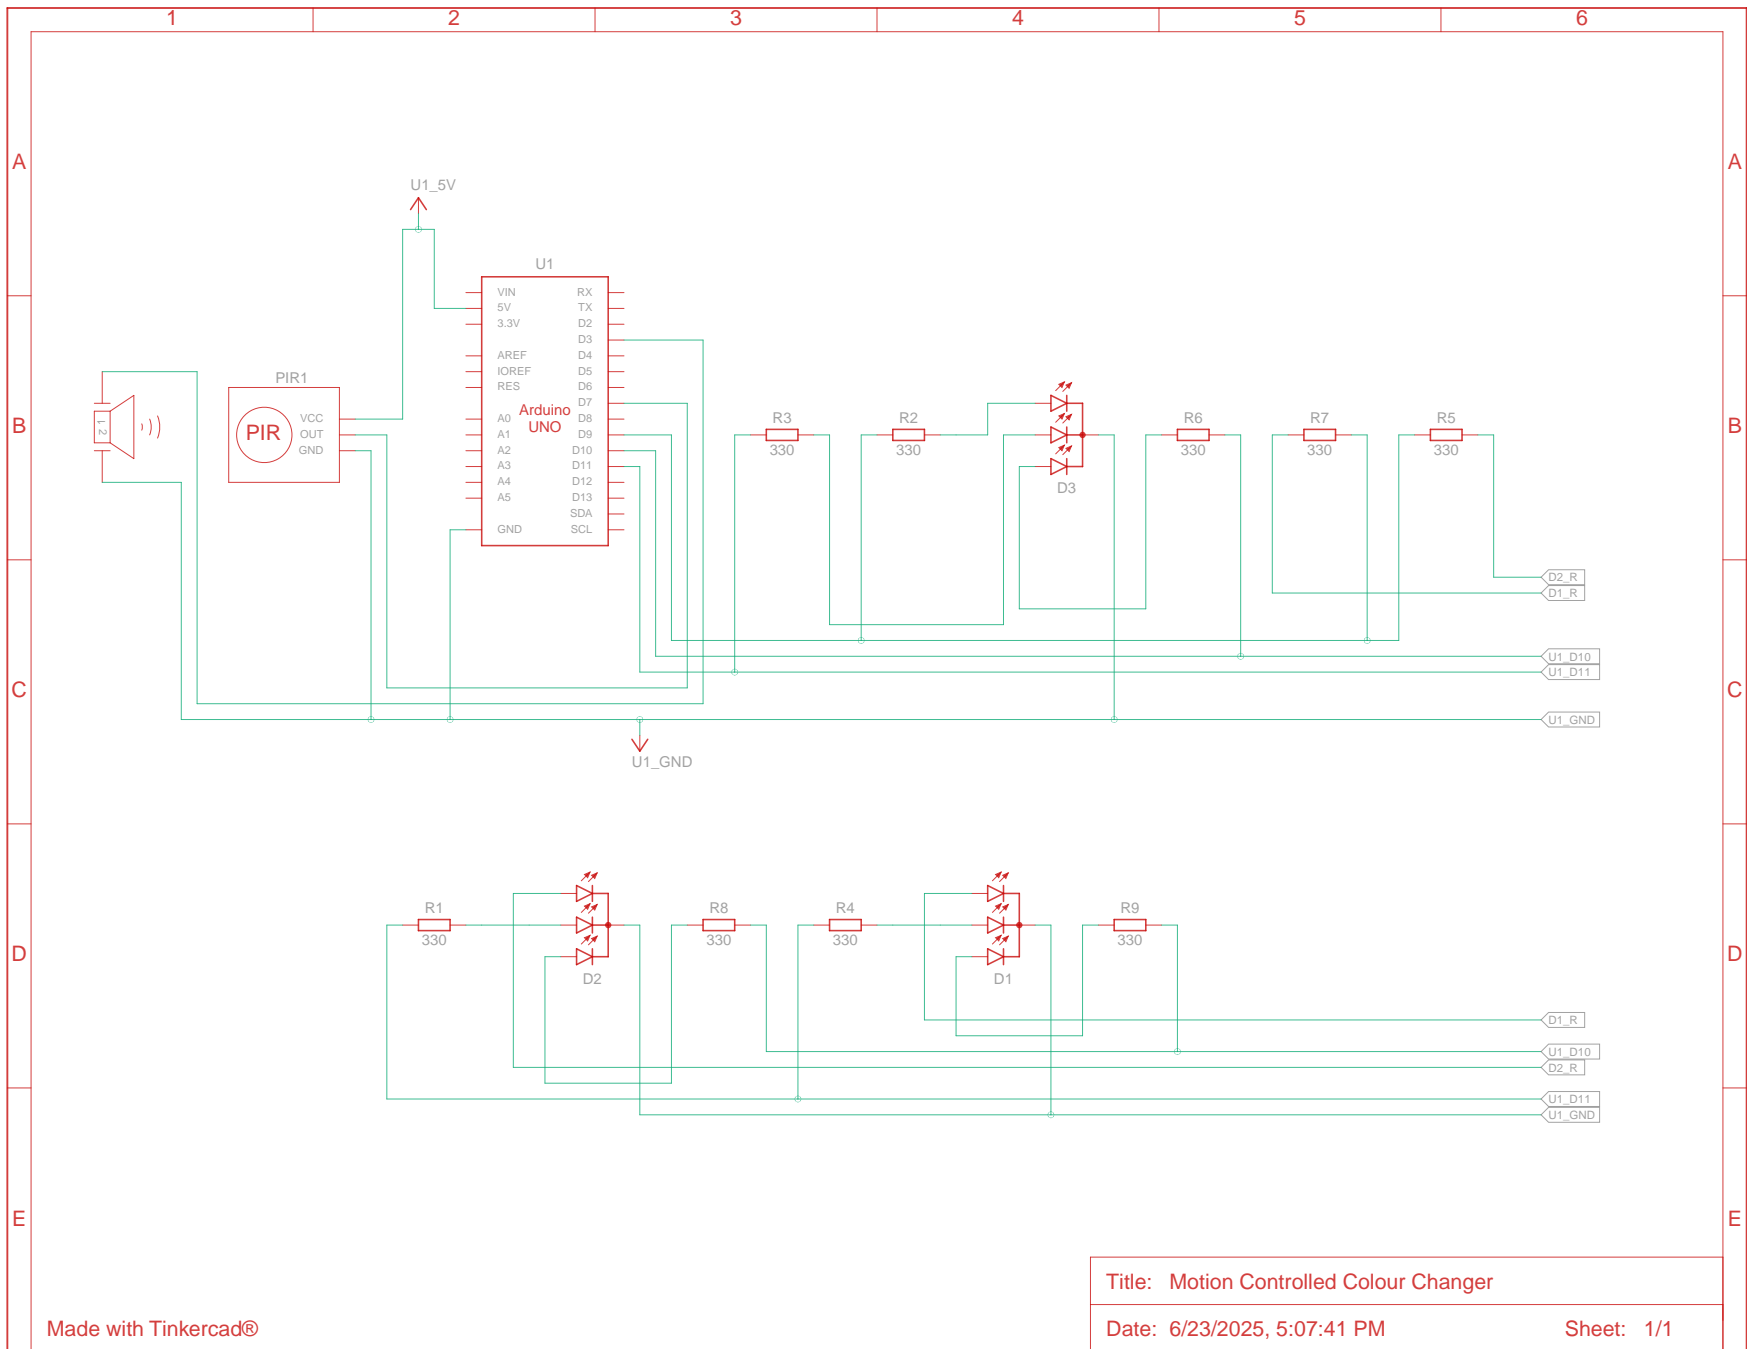 1 2 3 4 5 6
A A
U1_5V
U1
VIN RX
5V TX
3.3V D2
D3
AREF D4
IOREF D5
RES D6
D7
A0 Arduino D8
A1 UNO D9
A2 D10
A3 D11
A4 D12
A5 D13
SDA
GND SCL
B B
1 2
PIR1
PIR
VCC
OUT
GND
R3
330
R2
330
D3
R6
330
R7
330
R5
330
D2_R
D1_R
U1_D10
U1_D11
C C
U1_GND
U1_GND
R1
330
D2
R8
330
R4
330
D1
R9
330
D D
D1_R
U1_D10
D2_R
U1_D11
U1_GND
E E
Title: Motion Controlled Colour Changer
Made with Tinkercad®
Date: 6/23/2025, 5:07:41 PM Sheet: 1/1